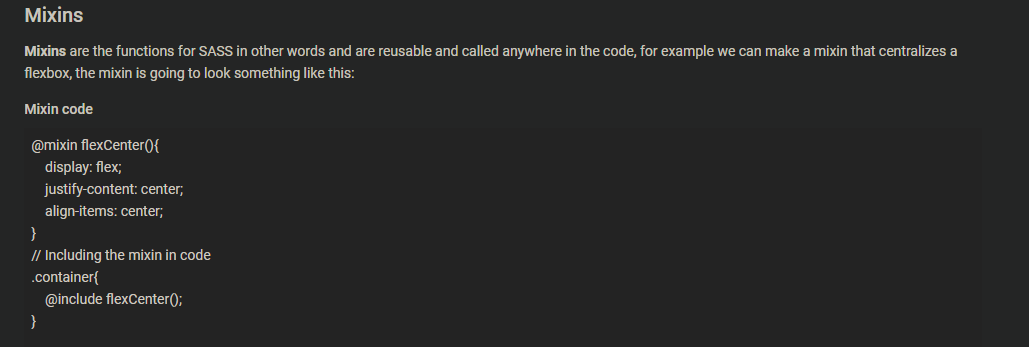 Mixins
Mixins are the functions for SASS in other words and are reusable and called anywhere in the code, for example we can make a mixin that centralizes a
flexbox, the mixin is going to look something like this:
Mixin code
@mixin flexCenter(){
    display: flex;
    justify-content: center;
    align-items: center;
}
// Including the mixin in code
.container{
    @include flexCenter();
}